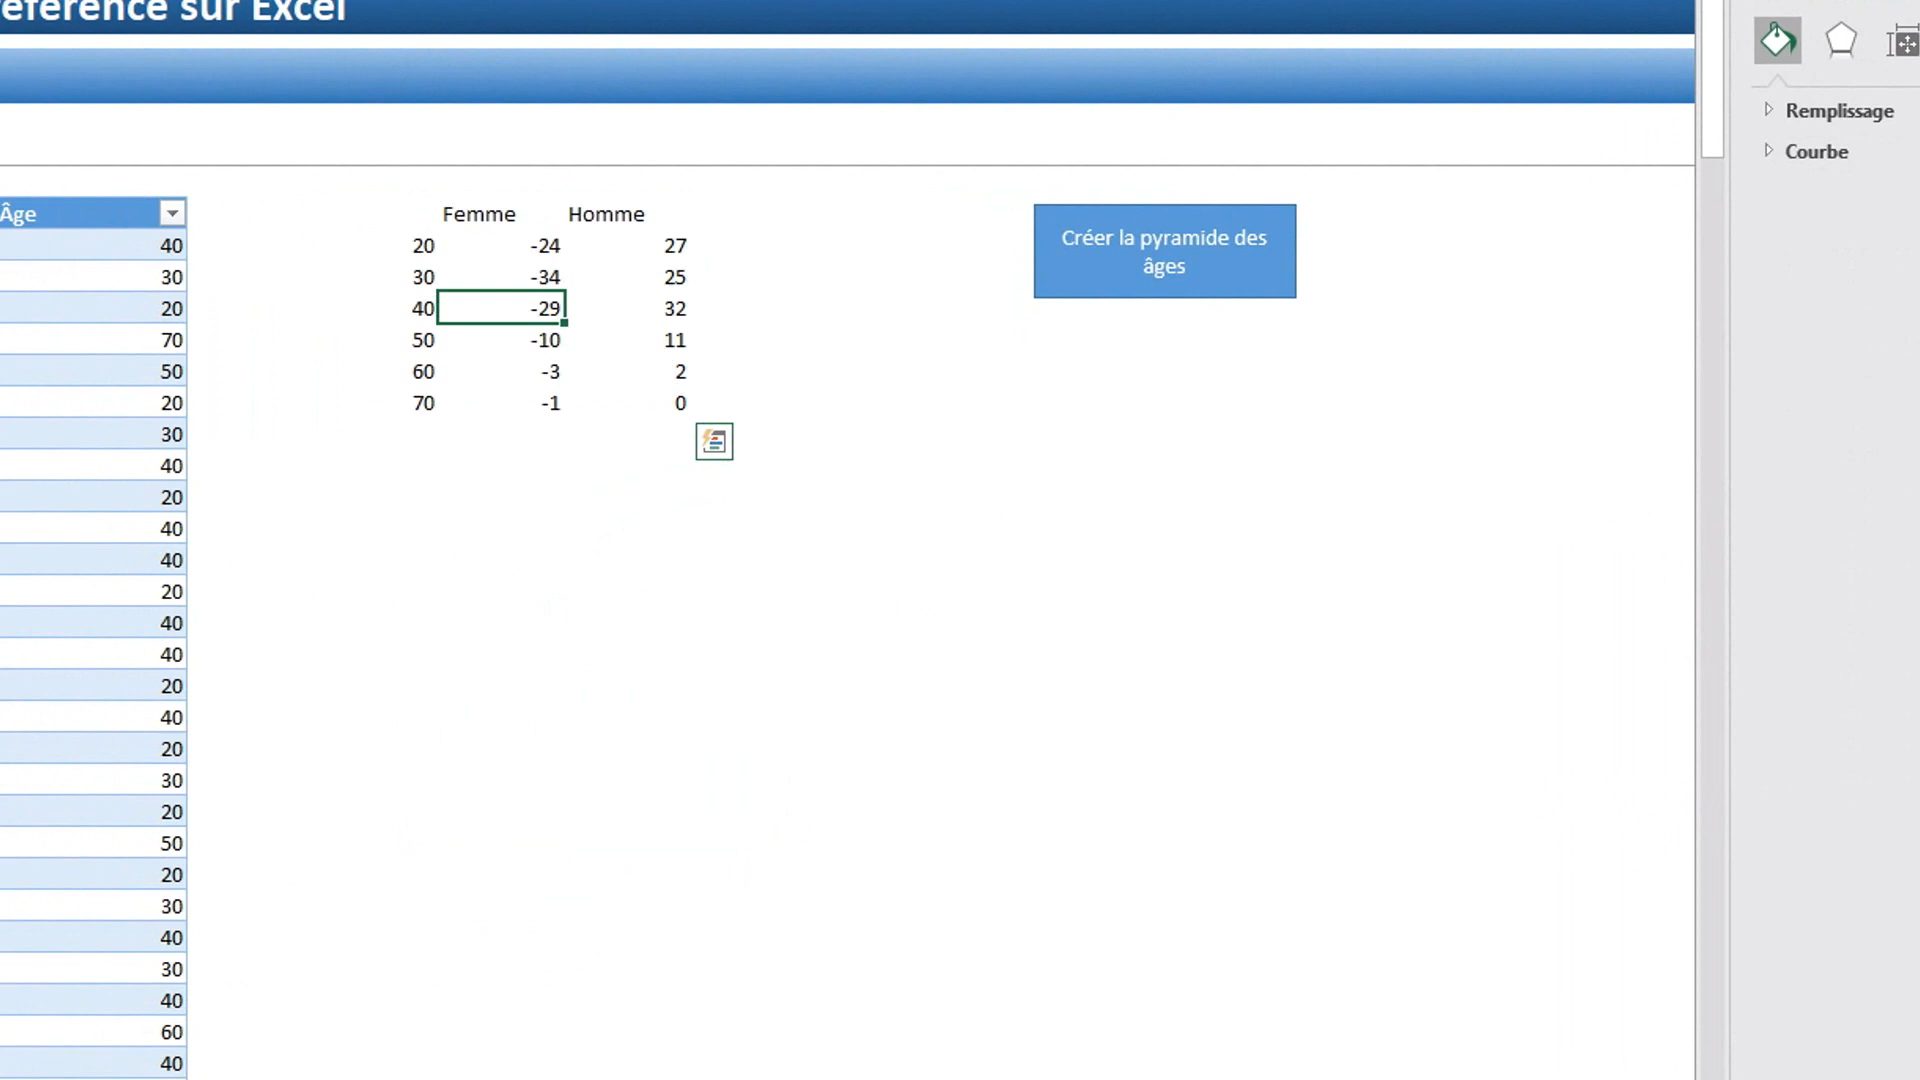 référence sur Excel
Remplissage
Courbe
Âge
40
30
20
70
50
20
30
40
20
40
40
20
40
40
20
40
20
30
20
50
20
30
40
30
40
60
40
Femme Homme
20 -24 27
30 -34 25
40 -29 32
50 -10 11
60 -3 2
70 -1 0
Créer la pyramide des
âges